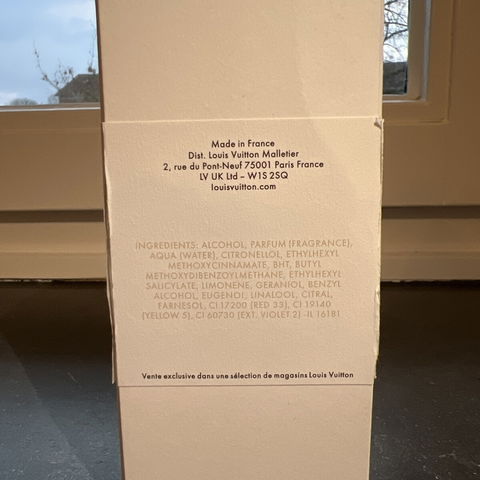 Made in France
Dist. Louis Vuitton Malletier
2, rue du Pont-Neuf 75001 Paris France
LV UK Ltd – W1S 2SQ
louisvuitton.com
INGREDIENTS: ALCOHOL, PARFUM (FRAGRANCE),
AQUA (WATER), CITRONELLOL, ETHYLHEXYL
METHOXYCINNAMATE, BHT, BUTYL
METHOXYDIBENZOYLMETHANE, ETHYLHEXYL
SALICYLATE, LIMONENE, GERANIOL, BENZYL
ALCOHOL, EUGENOL, LINALOOL, CITRAL,
FARNESOL, CI 17200 (RED 33), CI 19140
(YELLOW 5), CI 60730 (EXT. VIOLET 2) -IL 16181
Vente exclusive dans une sélection de magasins Louis Vuitton